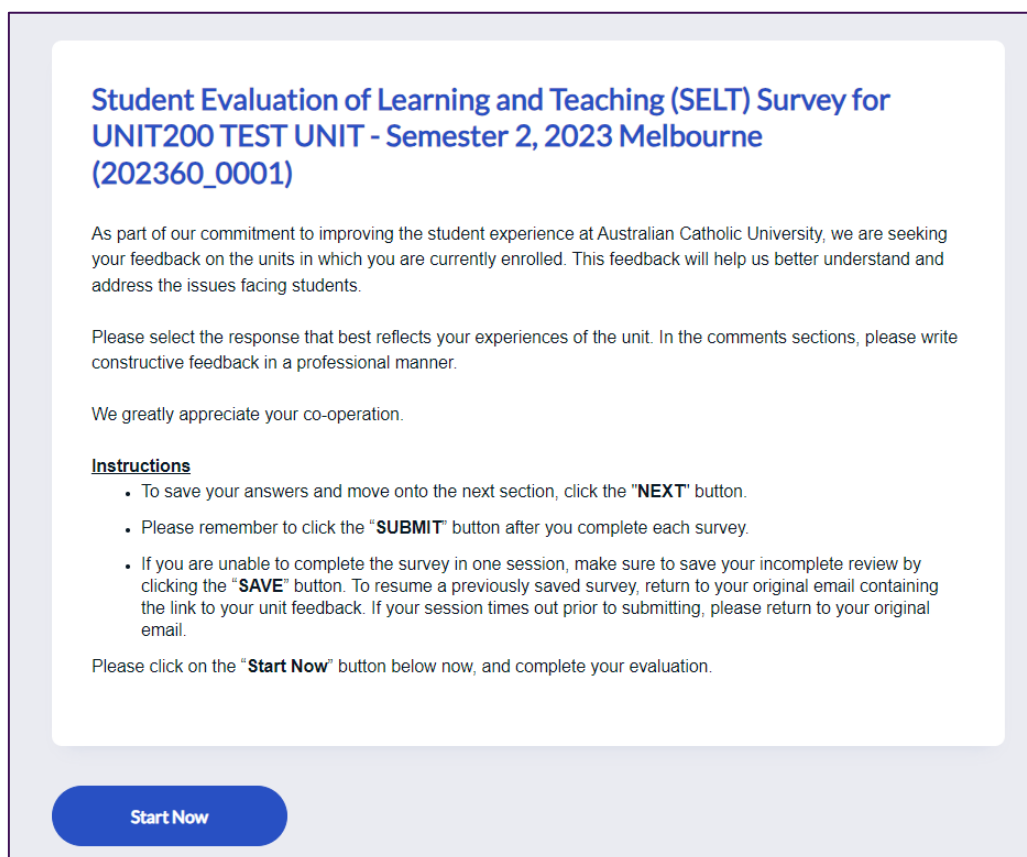 Student Evaluation of Learning and Teaching (SELT) Survey for
UNIT200 TEST UNIT - Semester 2, 2023 Melbourne
(202360_0001)
As part of our commitment to improving the student experience at Australian Catholic University, we are seeking
your feedback on the units in which you are currently enrolled. This feedback will help us better understand and
address the issues facing students.
Please select the response that best reflects your experiences of the unit. In the comments sections, please write
constructive feedback in a professional manner.
We greatly appreciate your co-operation.
Instructions
• To save your answers and move onto the next section, click the "NEXT" button.
• Please remember to click the “SUBMIT” button after you complete each survey.
• If you are unable to complete the survey in one session, make sure to save your incomplete review by
clicking the “SAVE” button. To resume a previously saved survey, return to your original email containing
the link to your unit feedback. If your session times out prior to submitting, please return to your original
email.
Please click on the “Start Now” button below now, and complete your evaluation.
Start Now